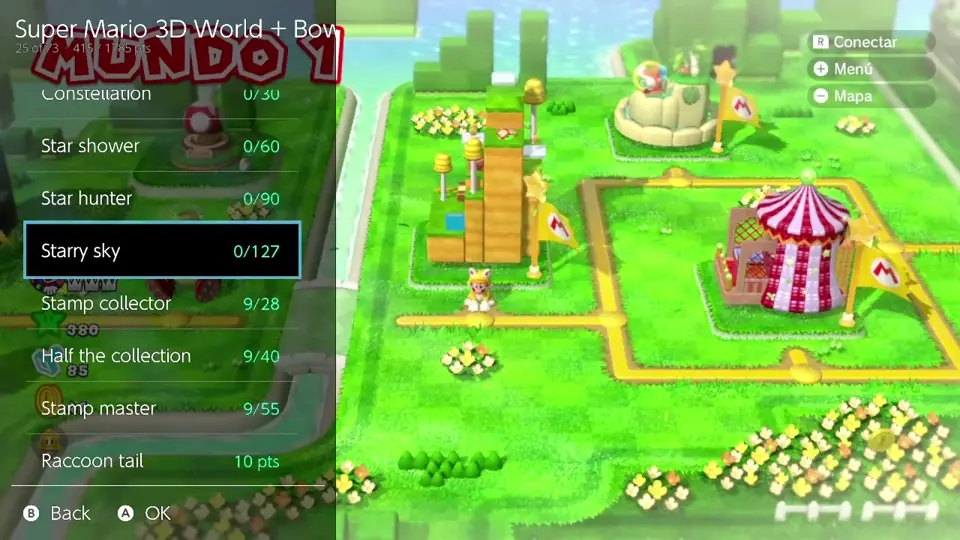 Super Mario 3D World + Bow
25 of 73 415 / 1785 pts
MUNDO 1
Constellation 0/30
Star shower 0/60
Star hunter 0/90
Starry sky 0/127
Stamp collector 9/28
380
Half the collection 9/40
85
Stamp master 9/55
Raccoon tail 10 pts
B Back A OK
R Conectar
+ Menú
− Mapa
M
M
M